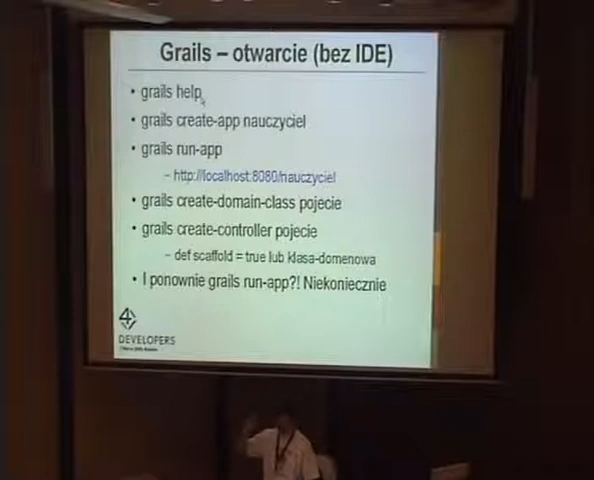 Grails – otwarcie (bez IDE)
• grails help
• grails create-app nauczyciel
• grails run-app
– http://localhost:8080/nauczyciel
• grails create-domain-class pojecie
• grails create-controller pojecie
– def scaffold = true lub klasa-domenowa
• I ponownie grails run-app?! Niekoniecznie
4
DEVELOPERS